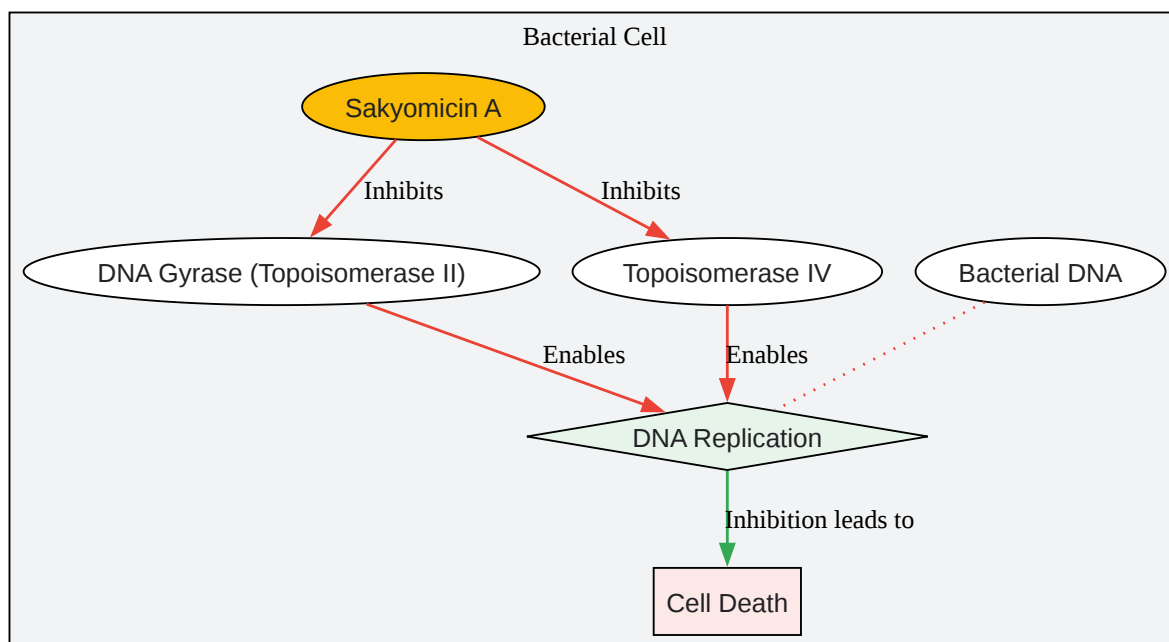 Bacterial Cell
Sakyomicin A
Inhibits
Inhibits
DNA Gyrase (Topoisomerase II)
Topoisomerase IV
Bacterial DNA
Enables
Enables
DNA Replication
Inhibition leads to
Cell Death